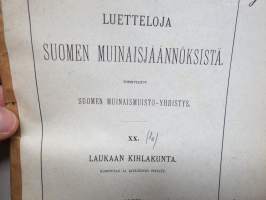 LUETTELOJA
SUOMEN MUINAISJÄÄNNÖKSISTÄ.
SUOMEN MUINAISMUISTO-YHDISTYS.
XX.
LAUKAAN KIHLAKUNTA.